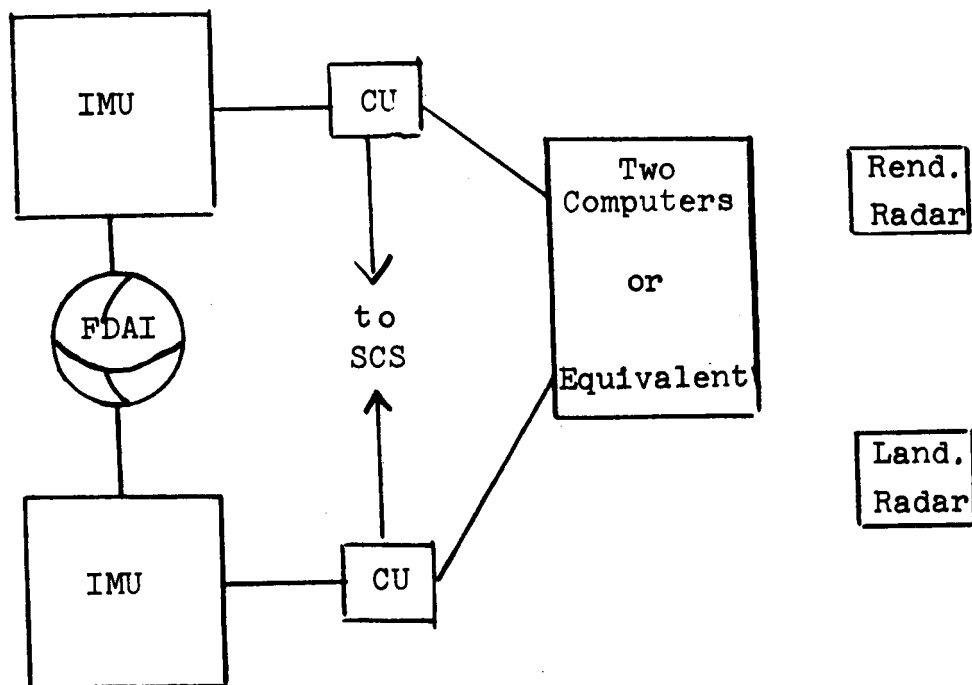 IMU
CU
Two
Computers
or
Equivalent
Rend.
Radar
FDAI
to
SCS
Land.
Radar
IMU
CU